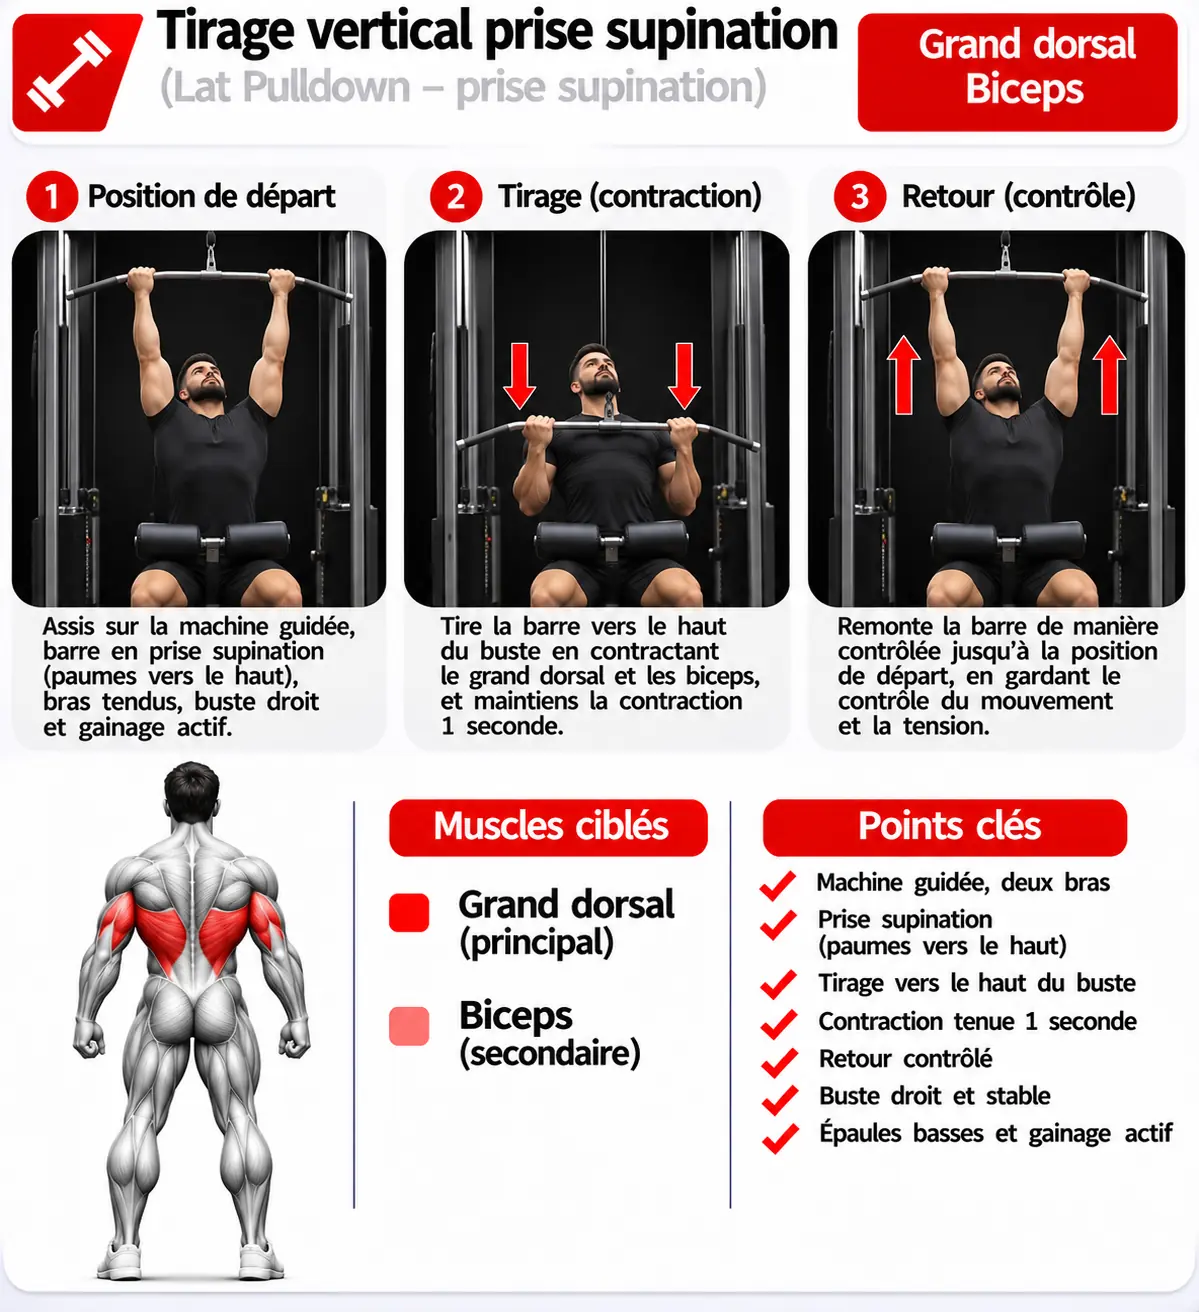 Tirage vertical prise supination
(Lat Pulldown – prise supination)
Grand dorsal
Biceps
1 Position de départ
Assis sur la machine guidée,
barre en prise supination
(paumes vers le haut),
bras tendus, buste droit
et gainage actif.
2 Tirage (contraction)
Tire la barre vers le haut
du buste en contractant
le grand dorsal et les biceps,
et maintiens la contraction
1 seconde.
3 Retour (contrôle)
Remonte la barre de manière
contrôlée jusqu'à la position
de départ, en gardant le
contrôle du mouvement
et la tension.
Muscles ciblés
Grand dorsal
(principal)
Biceps
(secondaire)
Points clés
Machine guidée, deux bras
Prise supination
(paumes vers le haut)
Tirage vers le haut du buste
Contraction tenue 1 seconde
Retour contrôlé
Buste droit et stable
Épaules basses et gainage actif